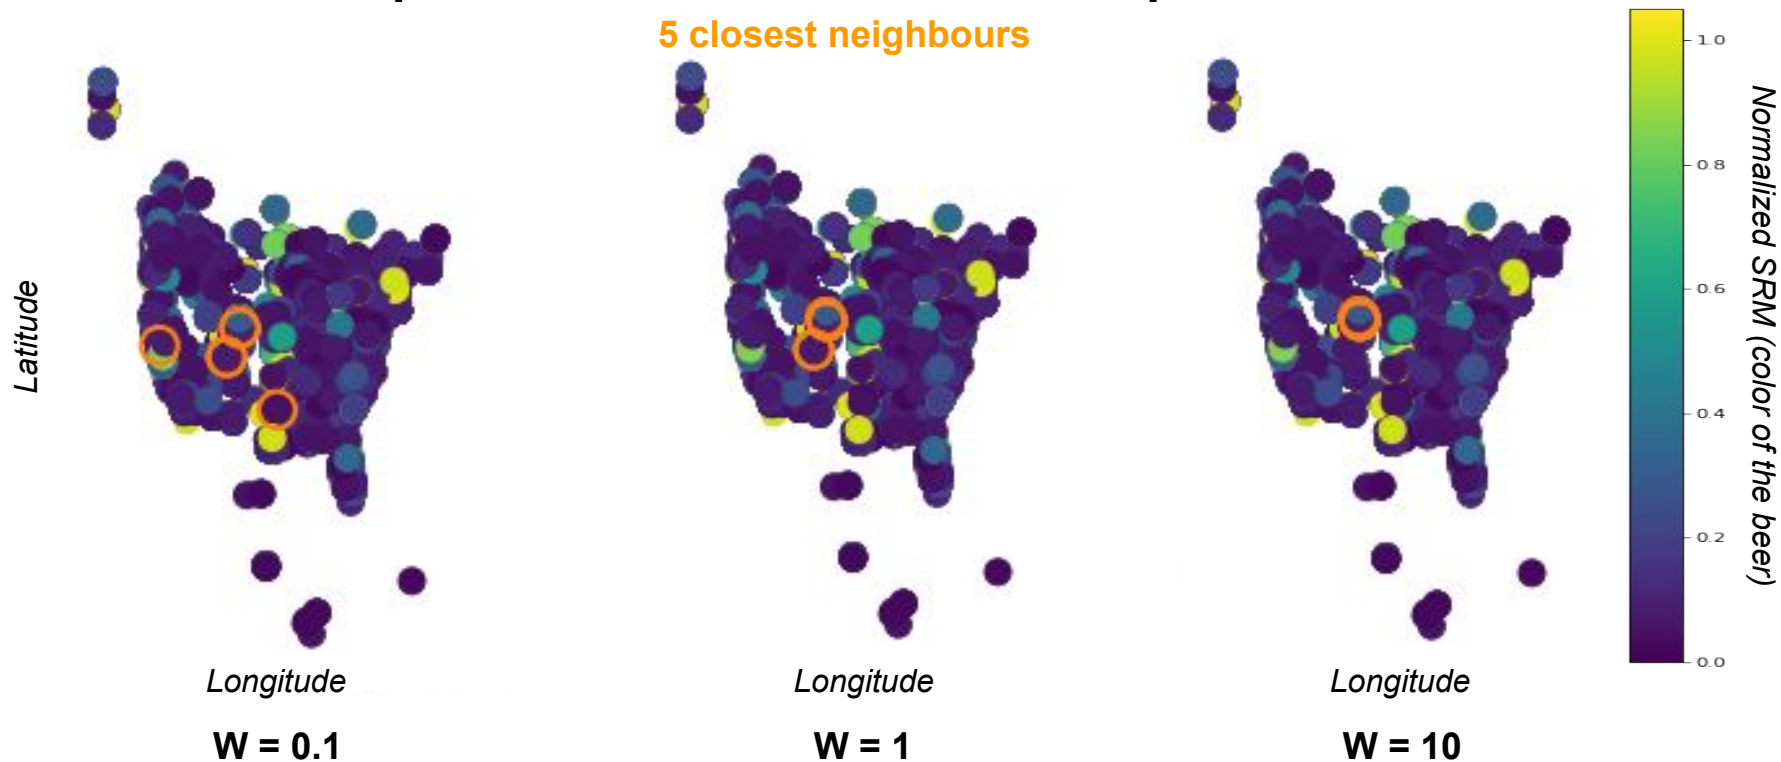 5 closest neighbours
1.0
0.8
0.6
0.4
0.2
0.0
Normalized SRM (color of the beer)
Latitude
Longitude
Longitude
Longitude
W = 0.1
W = 1
W = 10